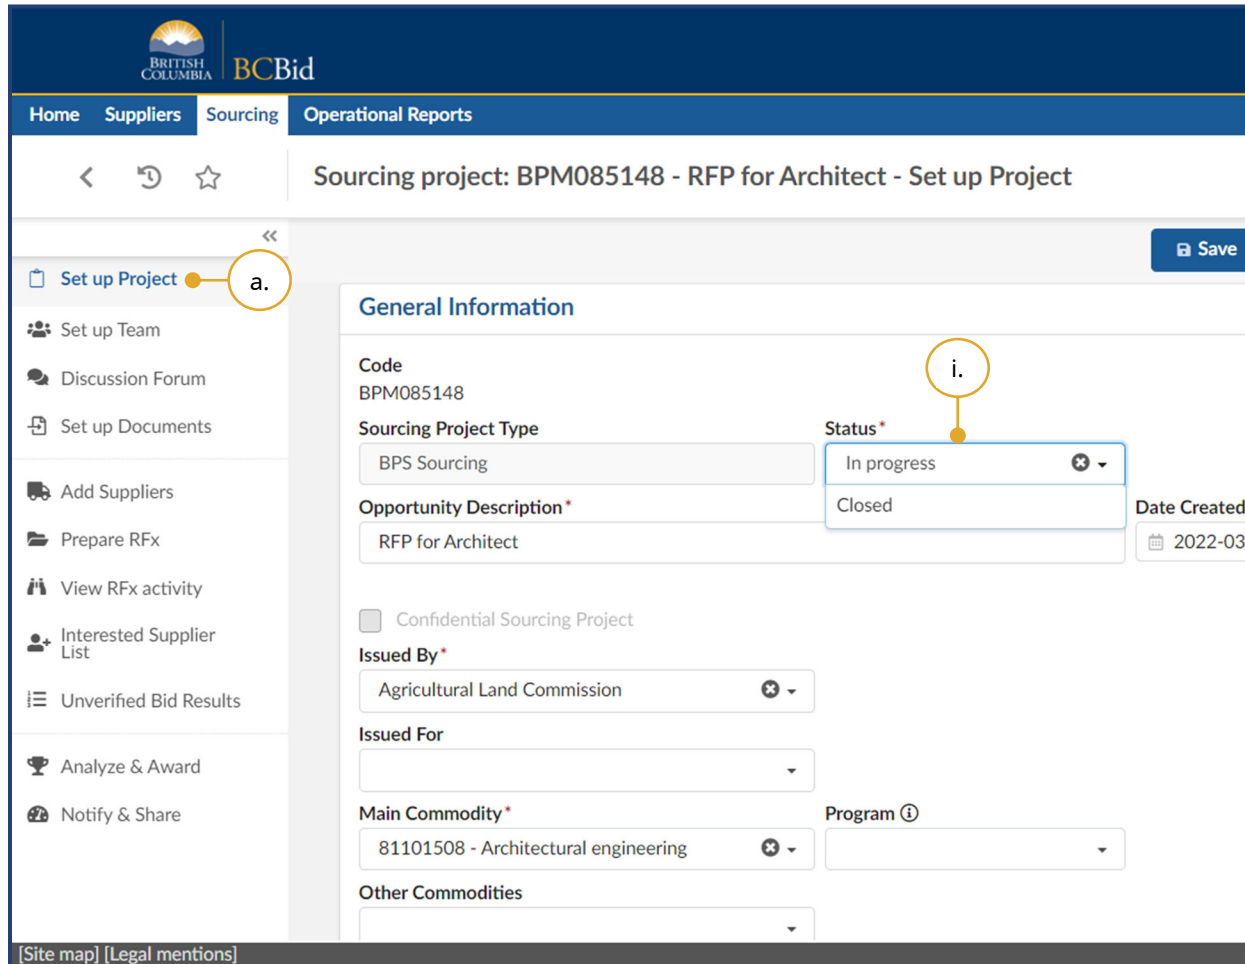 BRITISH
COLUMBIA
BCBid
Home Suppliers Sourcing Operational Reports
Sourcing project: BPM085148 - RFP for Architect - Set up Project
Save
Set up Project
a.
Set up Team
Discussion Forum
Set up Documents
Add Suppliers
Prepare RFx
View RFx activity
Interested Supplier
List
Unverified Bid Results
Analyze & Award
Notify & Share
General Information
Code
BPM085148
i.
Sourcing Project Type
Status*
BPS Sourcing
In progress
Closed
Opportunity Description*
Date Created
RFP for Architect
2022-03
Confidential Sourcing Project
Issued By*
Agricultural Land Commission
Issued For
Main Commodity*
Program
81101508 - Architectural engineering
Other Commodities
[Site map] [Legal mentions]